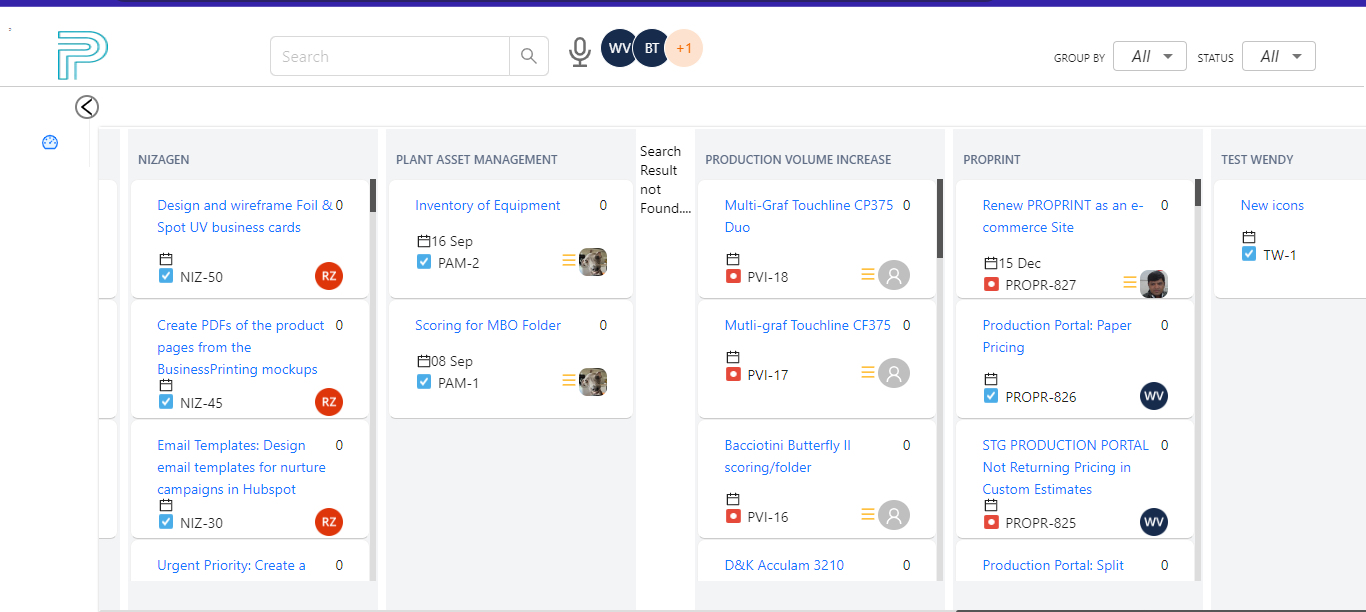 Search
WV
BT
+1
GROUP BY
All
STATUS
All
NIZAGEN
Design and wireframe Foil &
Spot UV business cards
0
NIZ-50
RZ
Create PDFs of the product
pages from the
BusinessPrinting mockups
0
NIZ-45
RZ
Email Templates: Design
email templates for nurture
campaigns in Hubspot
0
NIZ-30
RZ
Urgent Priority: Create a
0
PLANT ASSET MANAGEMENT
Inventory of Equipment
0
16 Sep
PAM-2
Scoring for MBO Folder
0
08 Sep
PAM-1
Search
Result
not
Found....
PRODUCTION VOLUME INCREASE
Multi-Graf Touchline CP375
Duo
0
PVI-18
Mutli-graf Touchline CF375
0
PVI-17
Bacciotini Butterfly II
scoring/folder
0
PVI-16
D&K Acculam 3210
0
PROPRINT
Renew PROPRINT as an e-
commerce Site
0
15 Dec
PROPR-827
Production Portal: Paper
Pricing
0
PROPR-826
WV
STG PRODUCTION PORTAL
Not Returning Pricing in
Custom Estimates
0
PROPR-825
WV
Production Portal: Split
0
TEST WENDY
New icons
TW-1